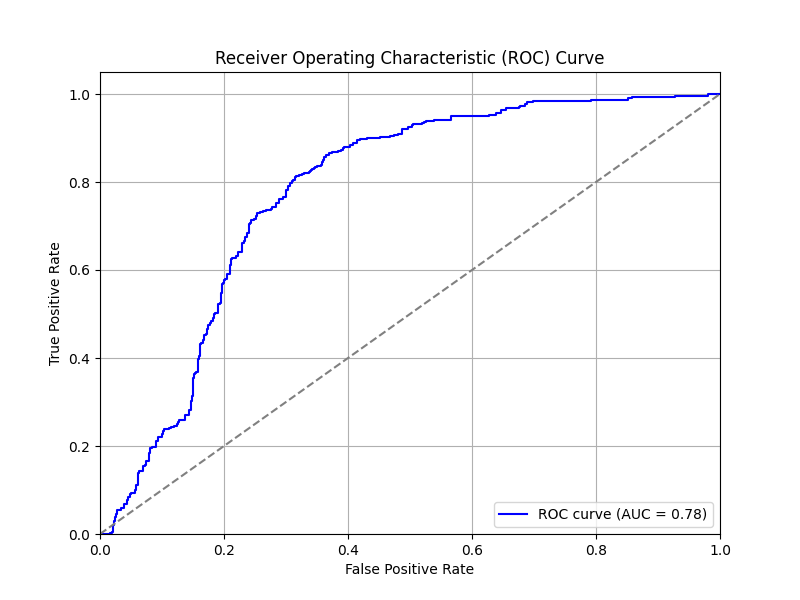 Receiver Operating Characteristic (ROC) Curve
True Positive Rate
1.0
0.8
0.6
0.4
0.2
0.0
ROC curve (AUC = 0.78)
0.0 0.2 0.4 0.6 0.8 1.0
False Positive Rate